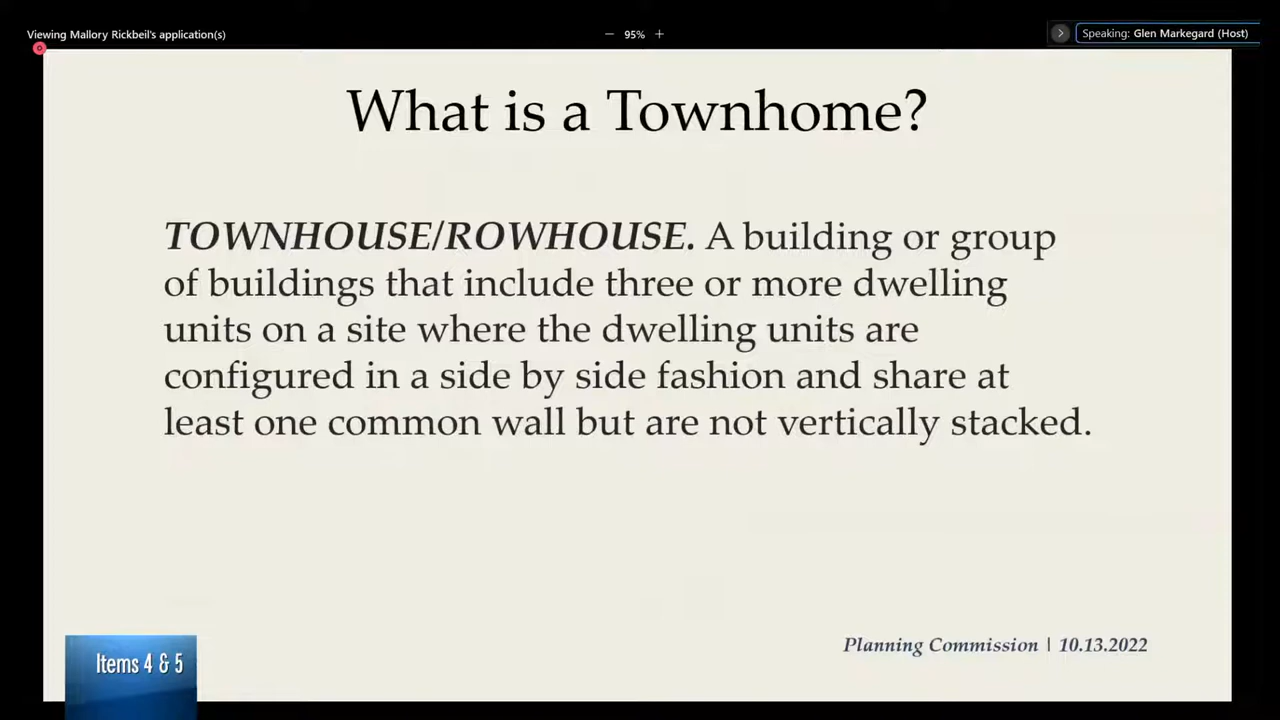 Viewing Mallory Rickbeil's application(s)
— 95% +
Speaking: Glen Markegard (Host)
What is a Townhome?
TOWNHOUSE/ROWHOUSE. A building or group
of buildings that include three or more dwelling
units on a site where the dwelling units are
configured in a side by side fashion and share at
least one common wall but are not vertically stacked.
Planning Commission | 10.13.2022
Items 4 & 5